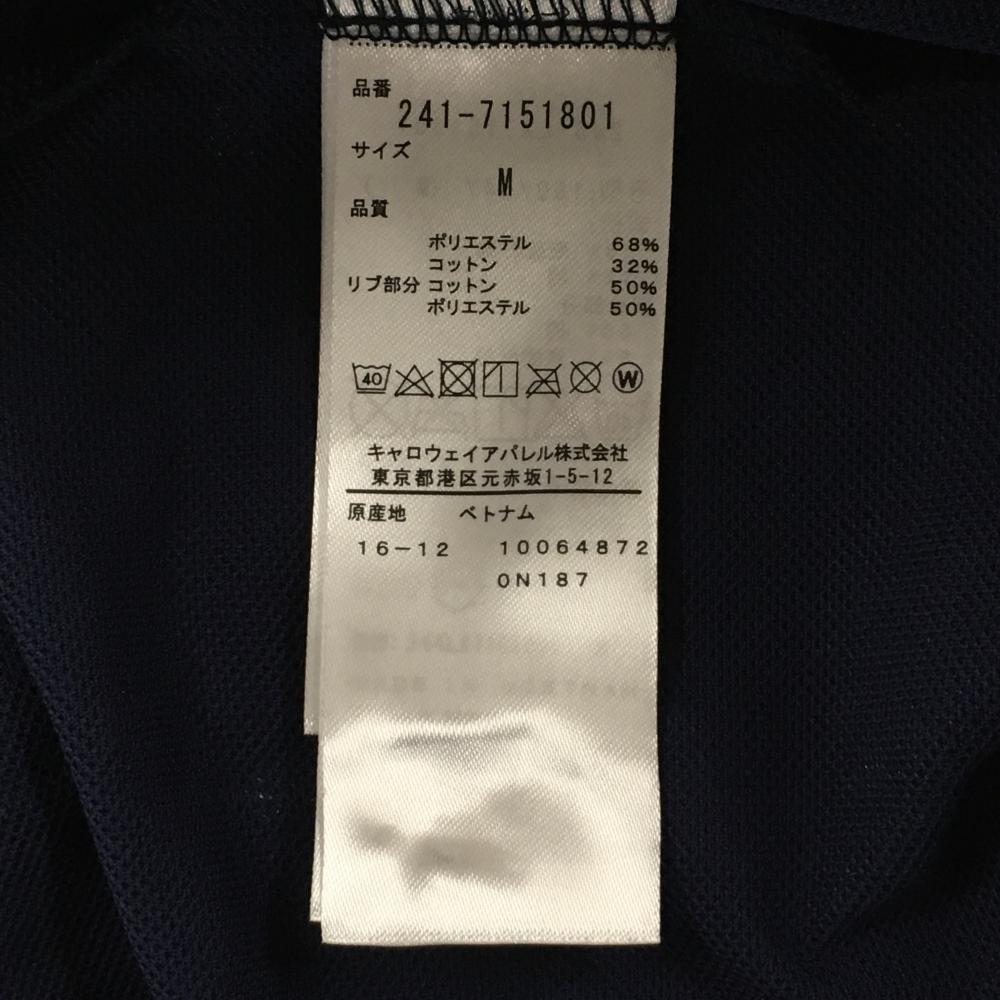 品番
241-7151801
サイズ
M
品質
ポリエステル 68%
コットン 32%
リブ部分 コットン 50%
ポリエステル 50%
40 W
キャロウェイアパレル株式会社
東京都港区元赤坂1-5-12
原産地 ベトナム
16-12 10064872
0N187